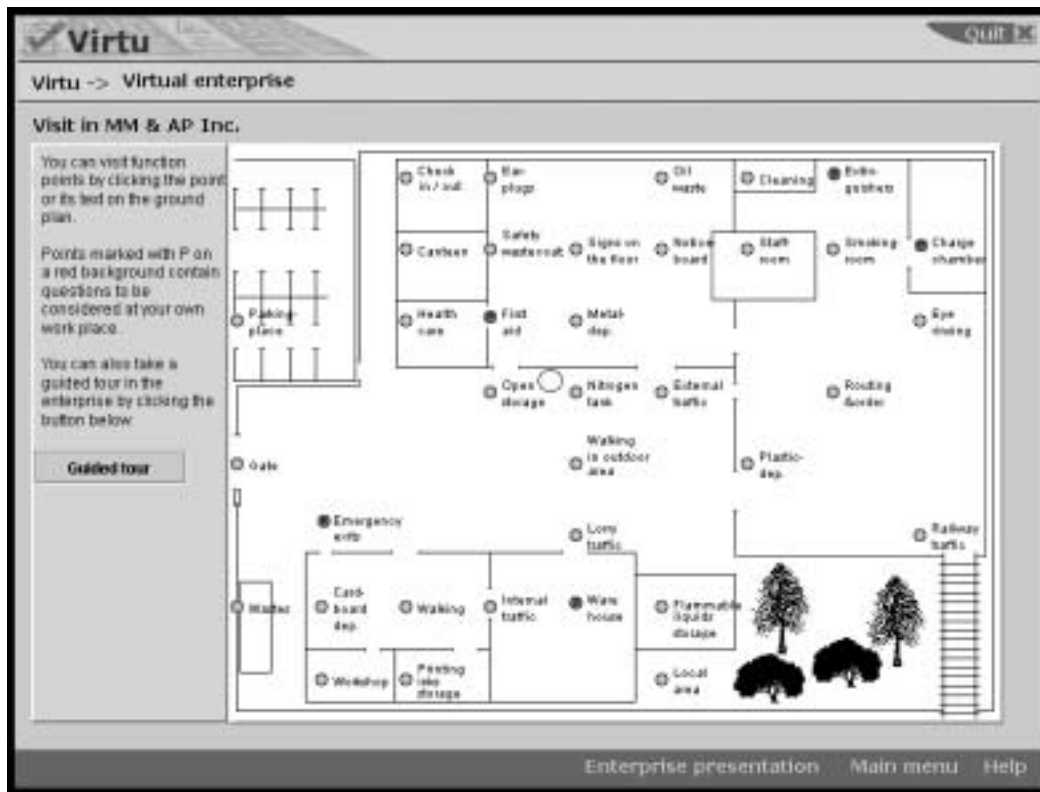 Virtu
Quit
Virtu -> Virtual enterprise
Visit in MM & AP Inc.
You can visit function
points by clicking the point
or its text on the ground
plan.
Points marked with P on
a red background contain
questions to be
considered at your own
work place.
You can also take a
guided tour in the
enterprise by clicking the
button below.
Guided tour
Check
in / out
Ear-
plugs
Oil
waste
Cleaning
Extin-
guishers
Canteen
Safety
waistcoat
Signs on
the floor
Notice
board
Staff
room
Smoking
room
Charge
chamber
Parking
place
Health
care
First
aid
Metal-
dep.
Eye
rinsing
Open
storage
Nitrogen
tank
External
traffic
Routing
Gate
Walking
in outdoor
area
Plastic-
dep.
Emergency
exits
Lorry
traffic
Railway
traffic
Wastes
Card-
board
dep.
Walking
Internal
traffic
Ware
house
Flammable
liquids
storage
Workshop
Printing
inks
storage
Local
area
Enterprise presentation
Main menu
Help